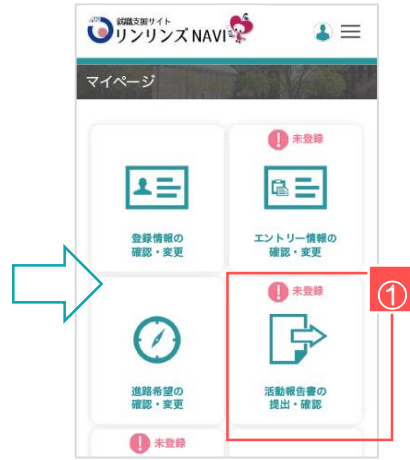 就職支援サイト
リンリンズNAVI
マイページ
未登録
登録情報の
確認・変更
エントリー情報の
確認・変更
未登録
①
進路希望の
確認・変更
活動報告書の
提出・確認
未登録